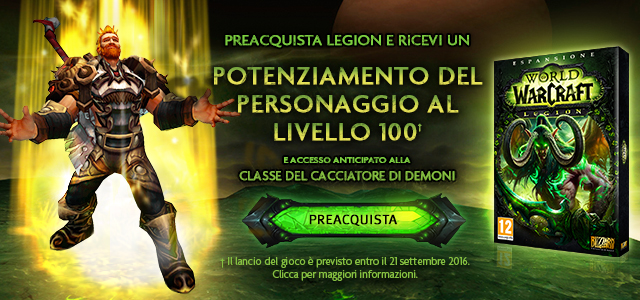 PREACQUISTA LEGION E RiCEVI UN
POTENZIAMENTO DEL
PERSONAGGIO AL
LIVELLO 100†
E ACCESSO ANTICIPATO ALLA
CLASSE DEL CACCIATORE DI DEMONI
PREACQUISTA
† Il lancio del gioco è previsto entro il 21 settembre 2016.
Clicca per maggiori informazioni.
ESPANSIONE
WORLD
OF
WARCRAFT
LEGION
12
BLIZZARD